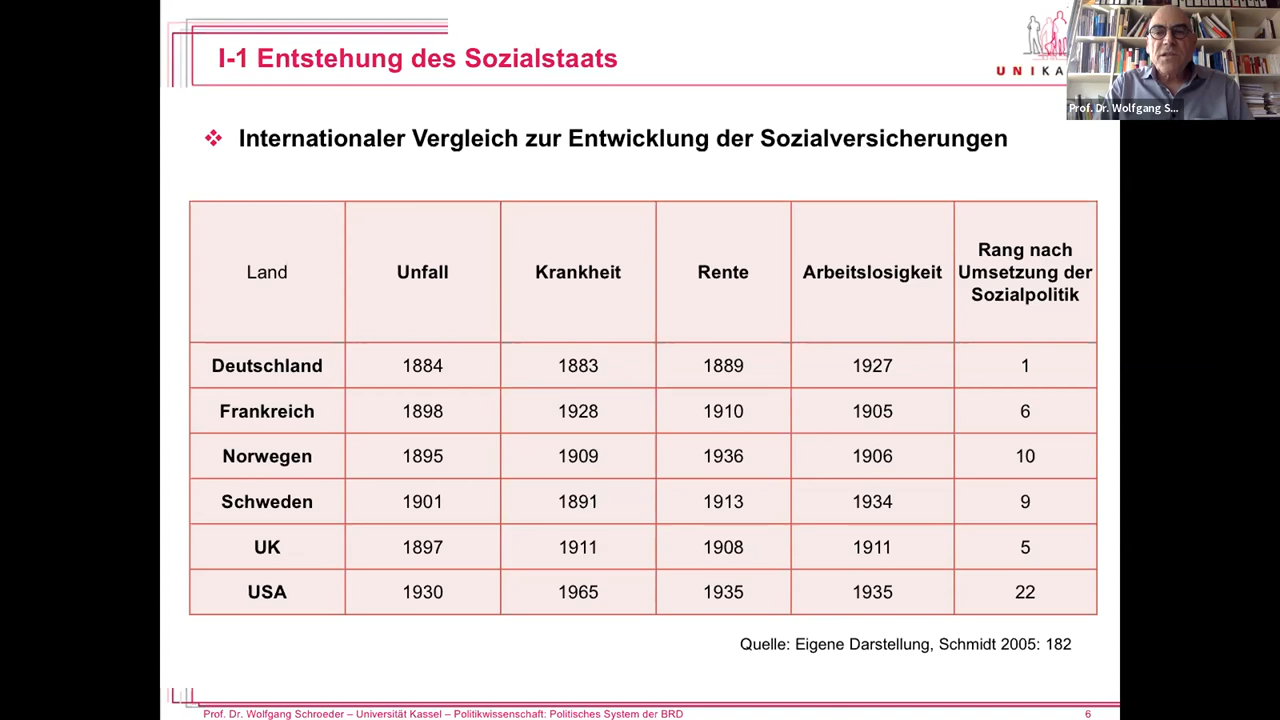 I-1 Entstehung des Sozialstaats
UNIKA
Prof. Dr. Wolfgang S...
Internationaler Vergleich zur Entwicklung der Sozialversicherungen
Land Unfall Krankheit Rente Arbeitslosigkeit Rang nach Umsetzung der Sozialpolitik
Deutschland 1884 1883 1889 1927 1
Frankreich 1898 1928 1910 1905 6
Norwegen 1895 1909 1936 1906 10
Schweden 1901 1891 1913 1934 9
UK 1897 1911 1908 1911 5
USA 1930 1965 1935 1935 22
Quelle: Eigene Darstellung, Schmidt 2005: 182
Prof. Dr. Wolfgang Schroeder – Universität Kassel – Politikwissenschaft: Politisches System der BRD 6